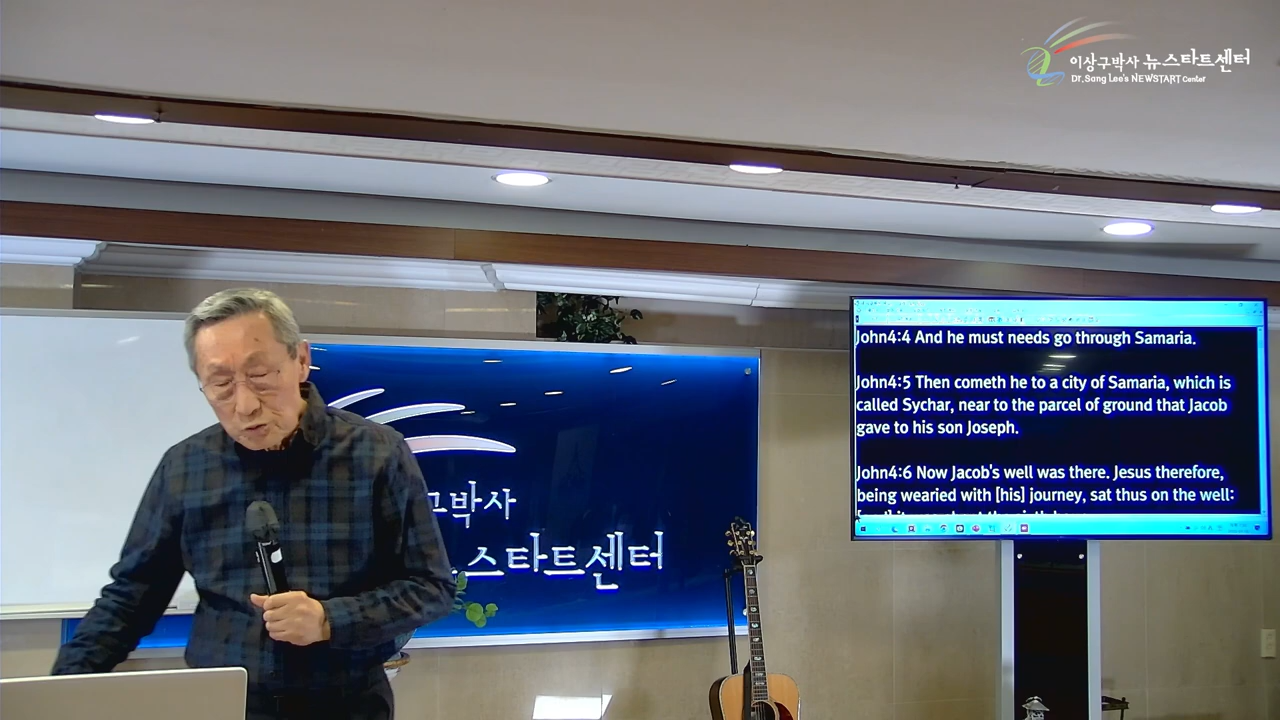 이상구박사 뉴스타트센터
Dr. Sang Lee's NEWSTART Center
John4:4 And he must needs go through Samaria.
John4:5 Then cometh he to a city of Samaria, which is
called Sychar, near to the parcel of ground that Jacob
gave to his son Joseph.
John4:6 Now Jacob's well was there. Jesus therefore,
being wearied with [his] journey, sat thus on the well:
구박사
스타트센터